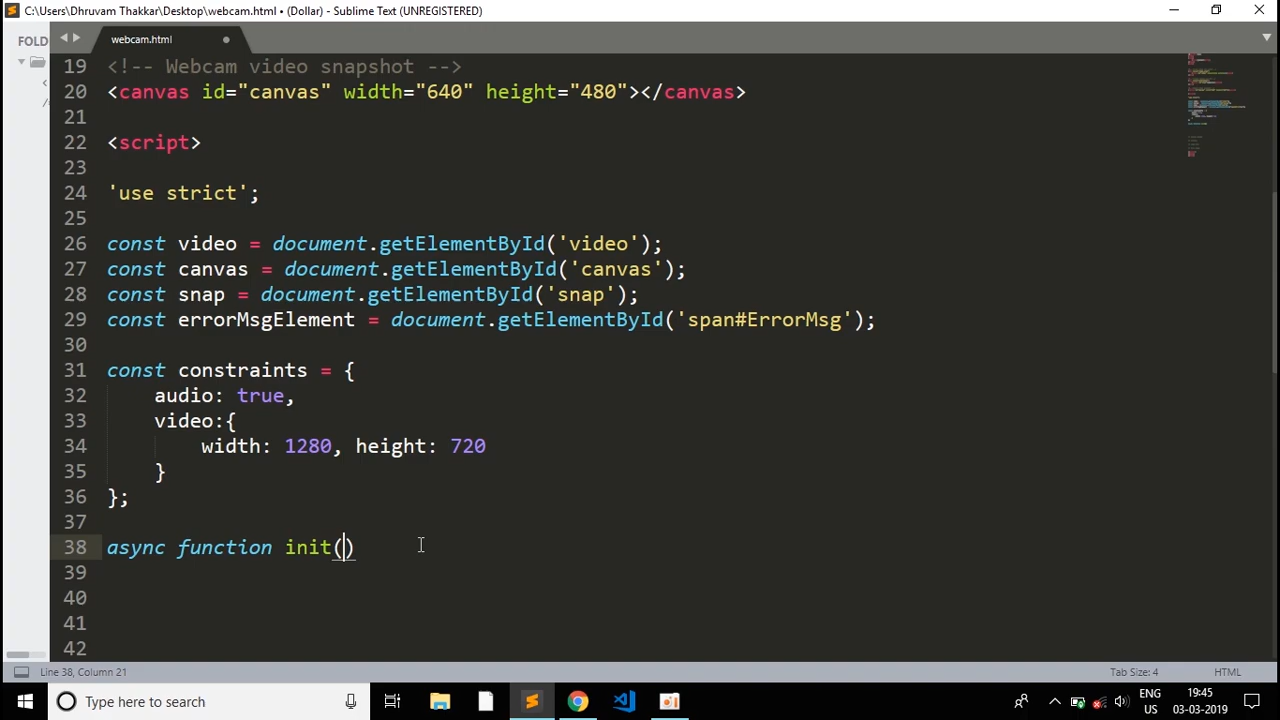 C:\Users\Dhruvam Thakkar\Desktop\webcam.html • (Dollar) - Sublime Text (UNREGISTERED)
FOLD
webcam.html
19 <!-- Webcam video snapshot -->
20 <canvas id="canvas" width="640" height="480"></canvas>
21
22 <script>
23
24 'use strict';
25
26 const video = document.getElementById('video');
27 const canvas = document.getElementById('canvas');
28 const snap = document.getElementById('snap');
29 const errorMsgElement = document.getElementById('span#ErrorMsg');
30
31 const constraints = {
32 audio: true,
33 video:{
34 width: 1280, height: 720
35 }
36 };
37
38 async function init()
39
40
41
42
Line 38, Column 21
Tab Size: 4
HTML
Type here to search
ENG
US
19:45
03-03-2019